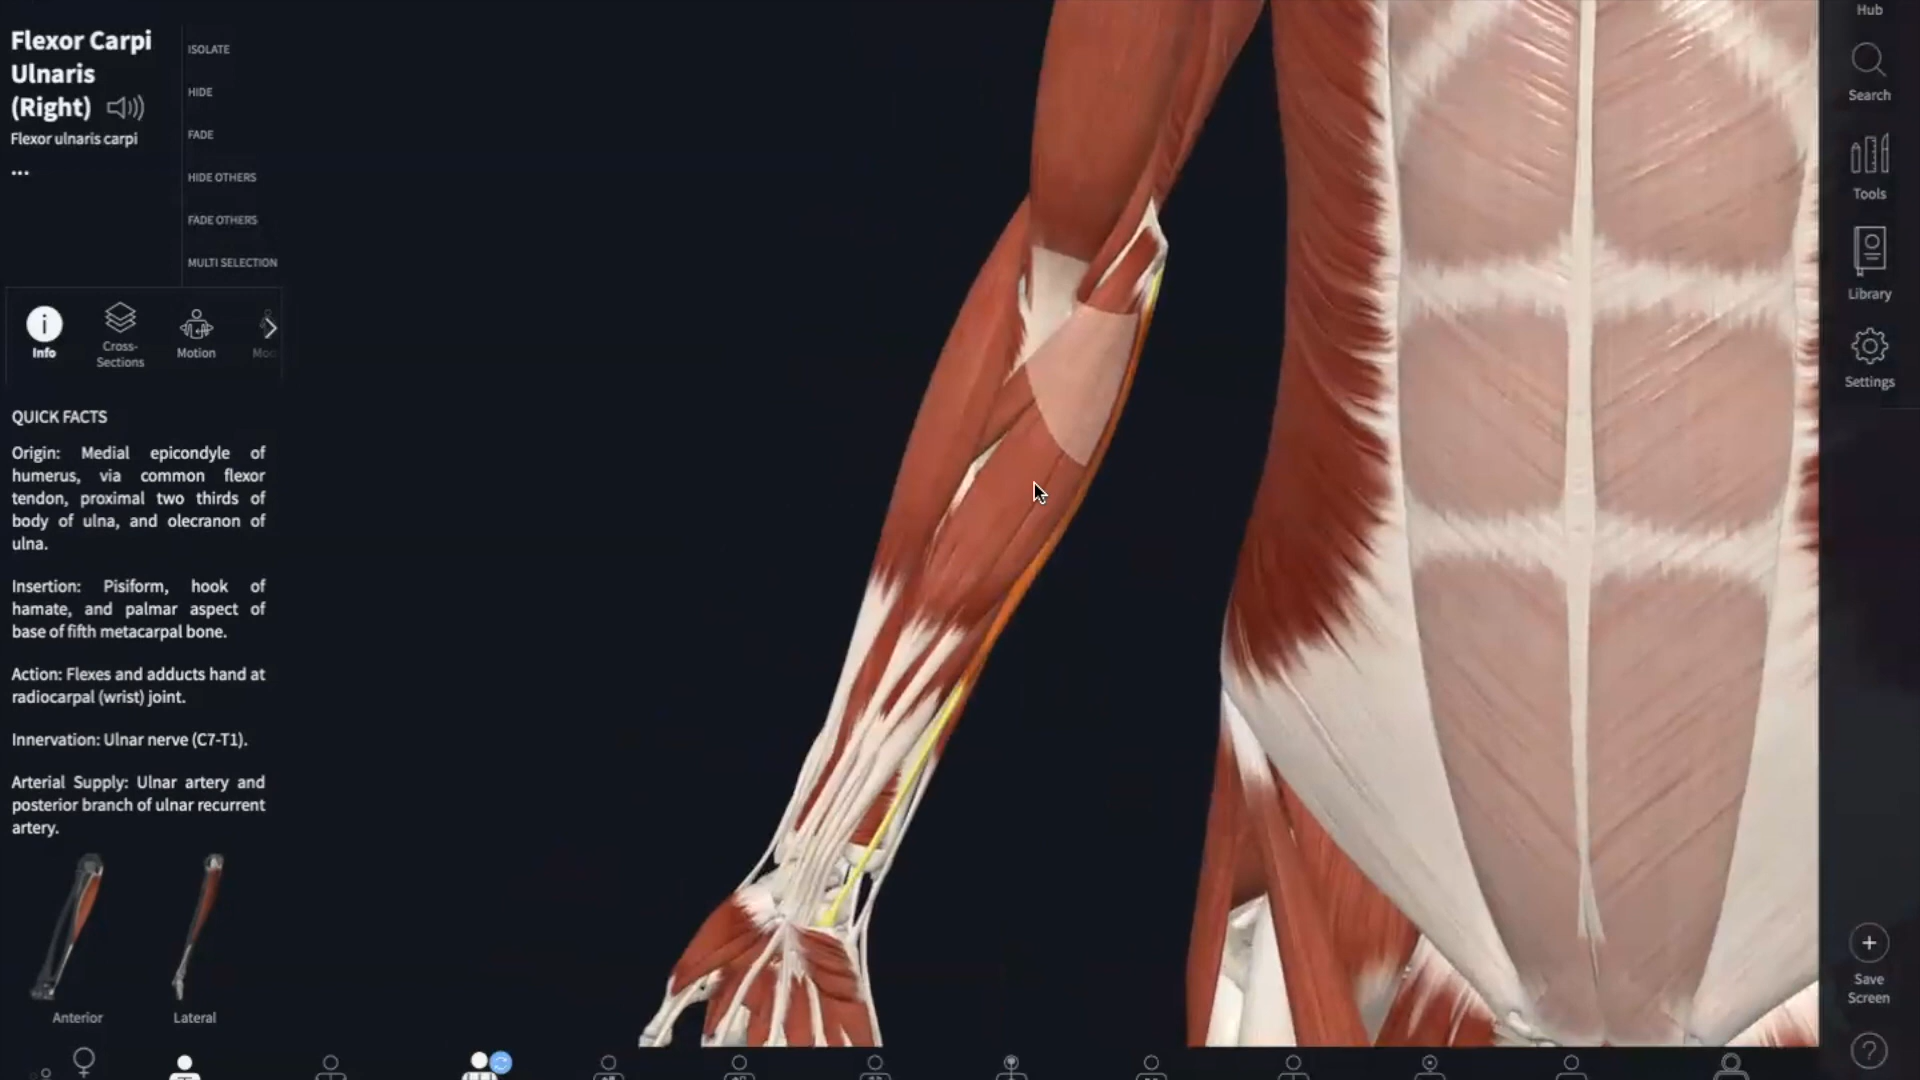 Flexor Carpi
Ulnaris
(Right)
Flexor ulnaris carpi
...
ISOLATE
HIDE
FADE
HIDE OTHERS
FADE OTHERS
MULTI SELECTION
Info
Cross-
Sections
Motion
QUICK FACTS
Origin: Medial epicondyle of
humerus, via common flexor
tendon, proximal two thirds of
body of ulna, and olecranon of
ulna.
Insertion: Pisiform, hook of
hamate, and palmar aspect of
base of fifth metacarpal bone.
Action: Flexes and adducts hand at
radiocarpal (wrist) joint.
Innervation: Ulnar nerve (C7-T1).
Arterial Supply: Ulnar artery and
posterior branch of ulnar recurrent
artery.
Anterior
Lateral
Hub
Search
Tools
Library
Settings
Save
Screen